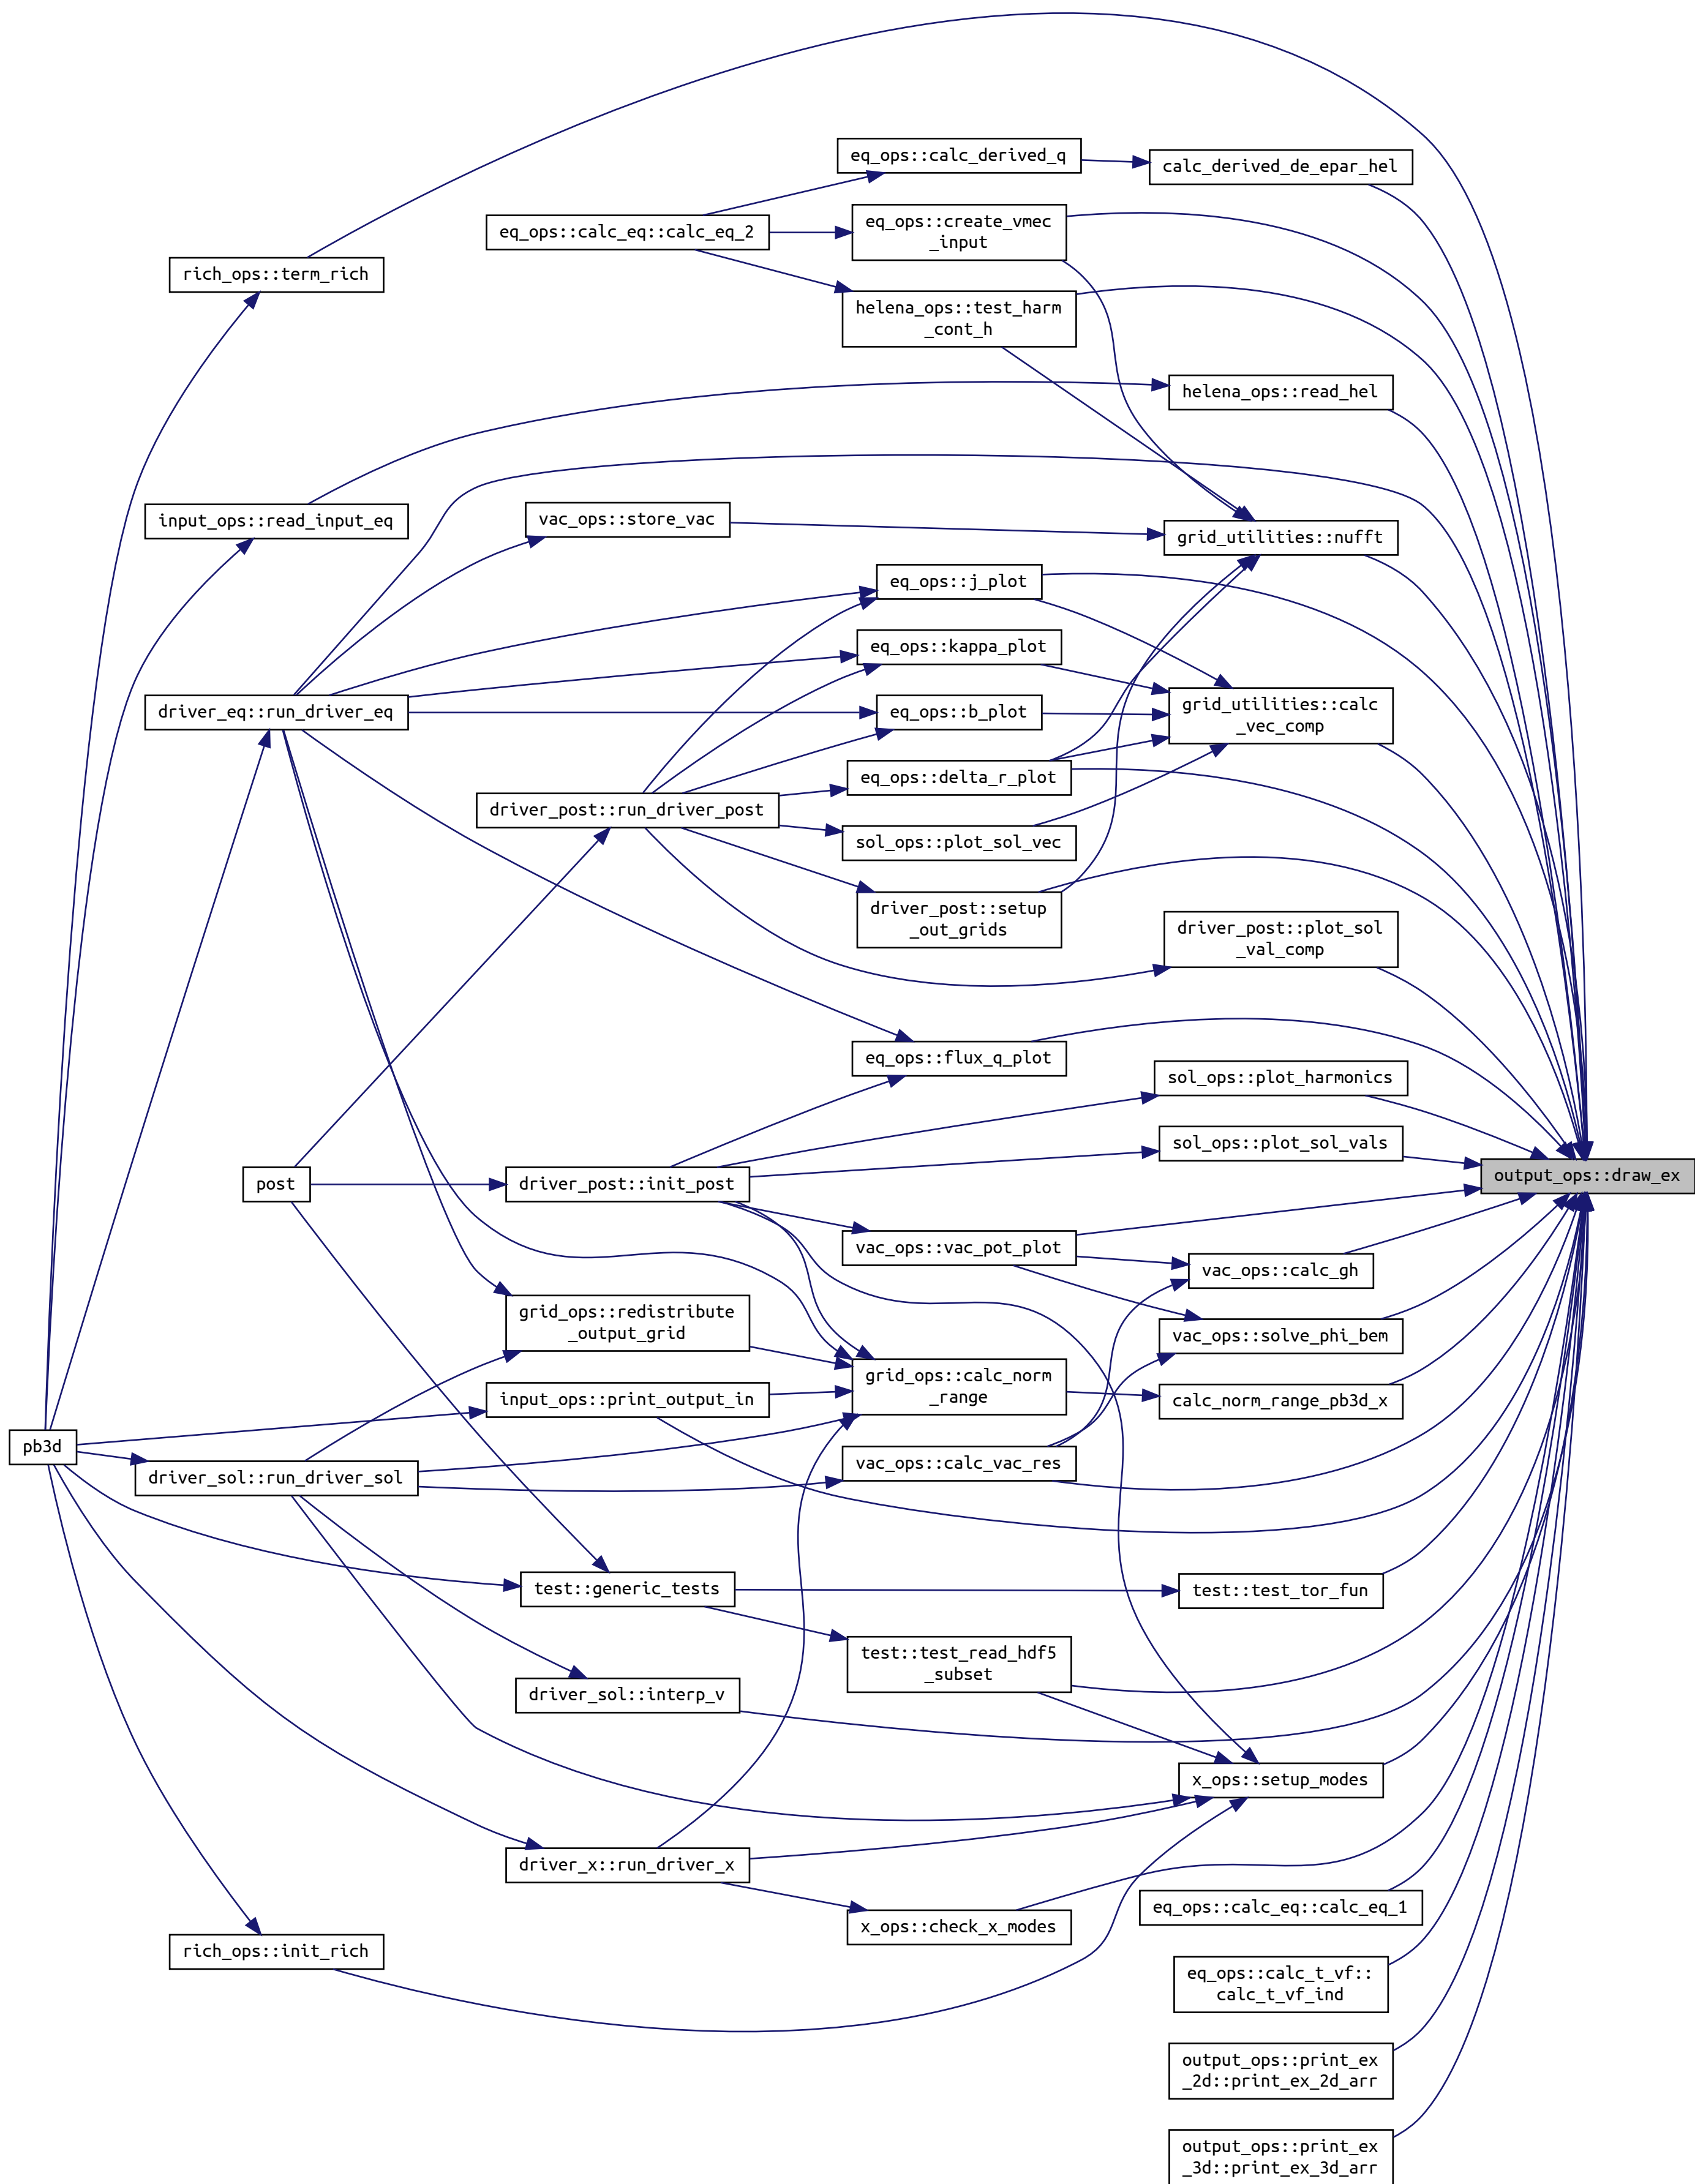 eq_ops::calc_derived_q
calc_derived_de_epar_hel
eq_ops::calc_eq::calc_eq_2
eq_ops::create_vmec
_input
rich_ops::term_rich
helena_ops::test_harm
_cont_h
helena_ops::read_hel
input_ops::read_input_eq
vac_ops::store_vac
grid_utilities::nufft
eq_ops::j_plot
eq_ops::kappa_plot
driver_eq::run_driver_eq
eq_ops::b_plot
grid_utilities::calc
_vec_comp
eq_ops::delta_r_plot
driver_post::run_driver_post
sol_ops::plot_sol_vec
driver_post::setup
_out_grids
driver_post::plot_sol
_val_comp
eq_ops::flux_q_plot
sol_ops::plot_harmonics
sol_ops::plot_sol_vals
output_ops::draw_ex
post
driver_post::init_post
vac_ops::vac_pot_plot
vac_ops::calc_gh
grid_ops::redistribute
_output_grid
vac_ops::solve_phi_bem
grid_ops::calc_norm
_range
input_ops::print_output_in
calc_norm_range_pb3d_x
pb3d
driver_sol::run_driver_sol
vac_ops::calc_vac_res
test::generic_tests
test::test_tor_fun
test::test_read_hdf5
_subset
driver_sol::interp_v
x_ops::setup_modes
driver_x::run_driver_x
eq_ops::calc_eq::calc_eq_1
x_ops::check_x_modes
rich_ops::init_rich
eq_ops::calc_t_vf::
calc_t_vf_ind
output_ops::print_ex
_2d::print_ex_2d_arr
output_ops::print_ex
_3d::print_ex_3d_arr